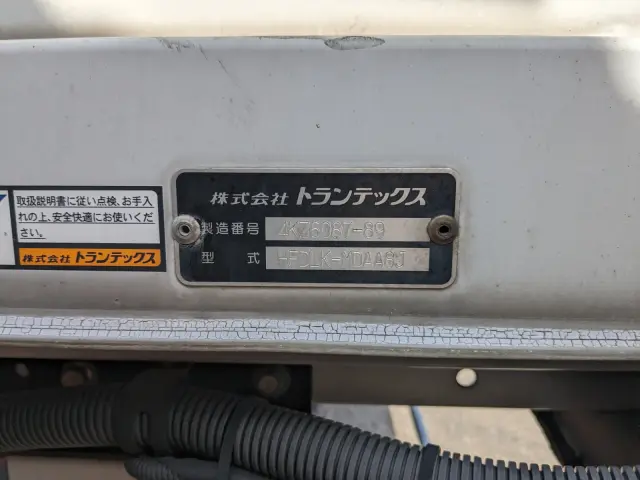 取扱説明書に従い点検、お手入
れの上、安全快適にお使いくだ
さい。
株式会社 トランテックス
株式会社 トランテックス
製造番号 4KZ6087-89
型 式